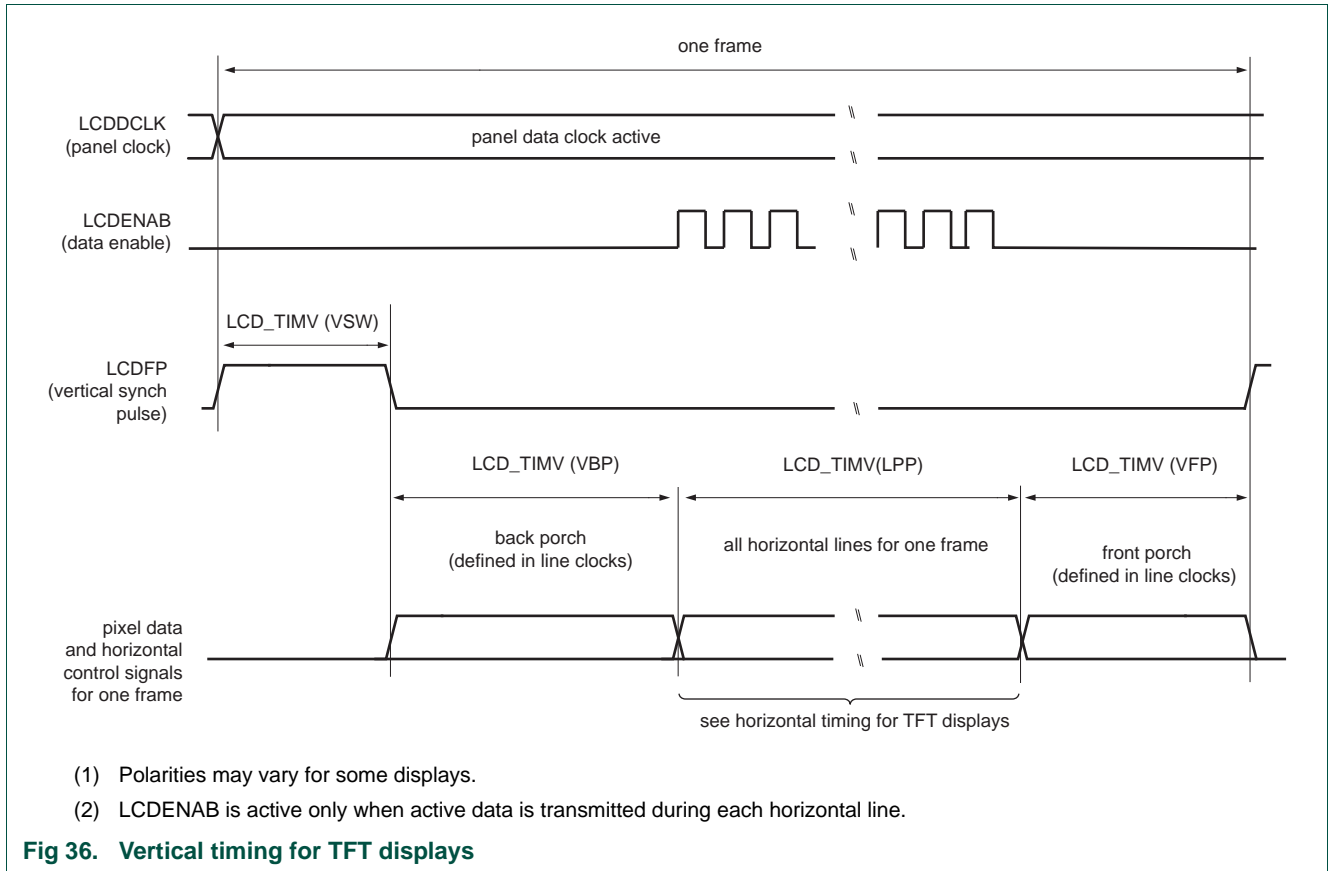 one frame
LCDDCLK
(panel clock)
panel data clock active
LCDENAB
(data enable)
LCD_TIMV (VSW)
LCDFP
(vertical synch
pulse)
LCD_TIMV (VBP)
LCD_TIMV(LPP)
LCD_TIMV (VFP)
back porch
(defined in line clocks)
all horizontal lines for one frame
front porch
(defined in line clocks)
pixel data
and horizontal
control signals
for one frame
see horizontal timing for TFT displays
(1) Polarities may vary for some displays.
(2) LCDENAB is active only when active data is transmitted during each horizontal line.
Fig 36. Vertical timing for TFT displays